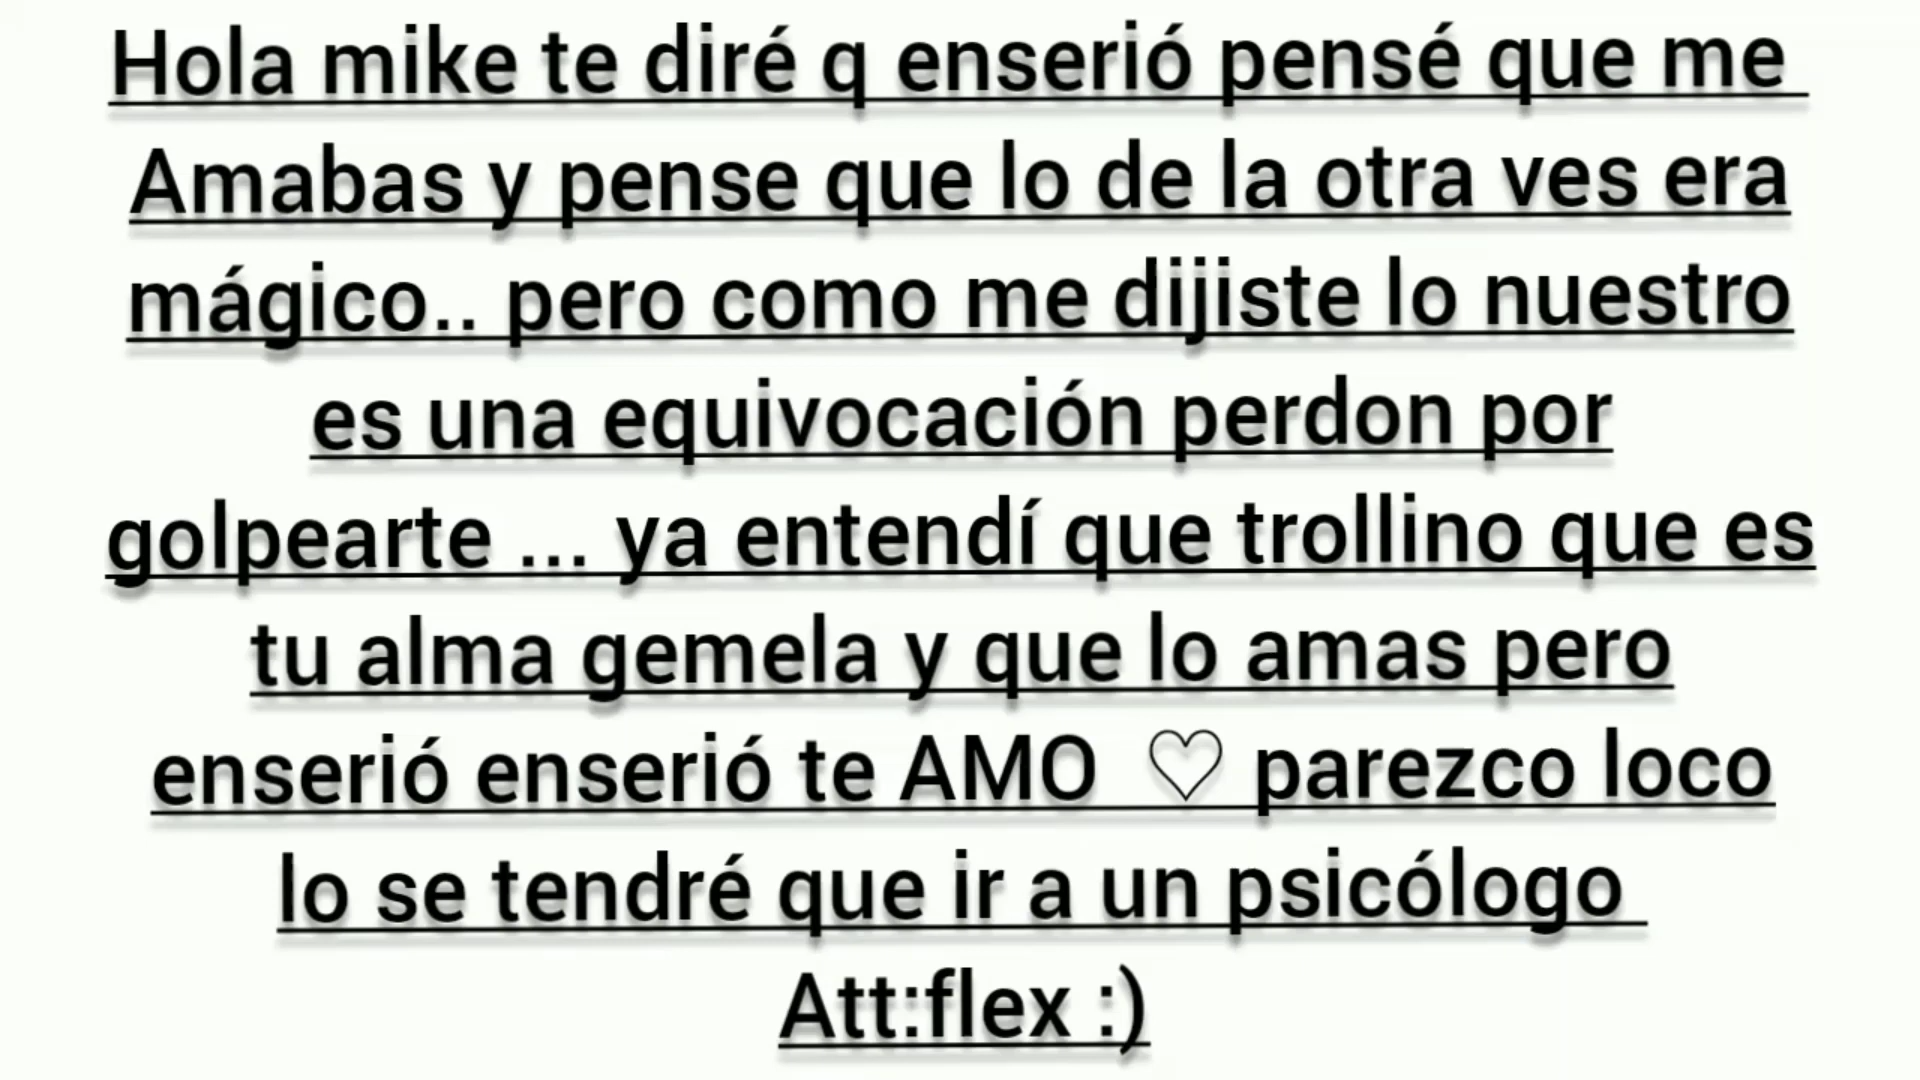 Hola mike te diré q enserió pensé que me
Amabas y pense que lo de la otra ves era
mágico.. pero como me dijiste lo nuestro
es una equivocación perdon por
golpearte ... ya entendí que trollino que es
tu alma gemela y que lo amas pero
enserió enserió te AMO ♡ parezco loco
lo se tendré que ir a un psicólogo
Att:flex :)